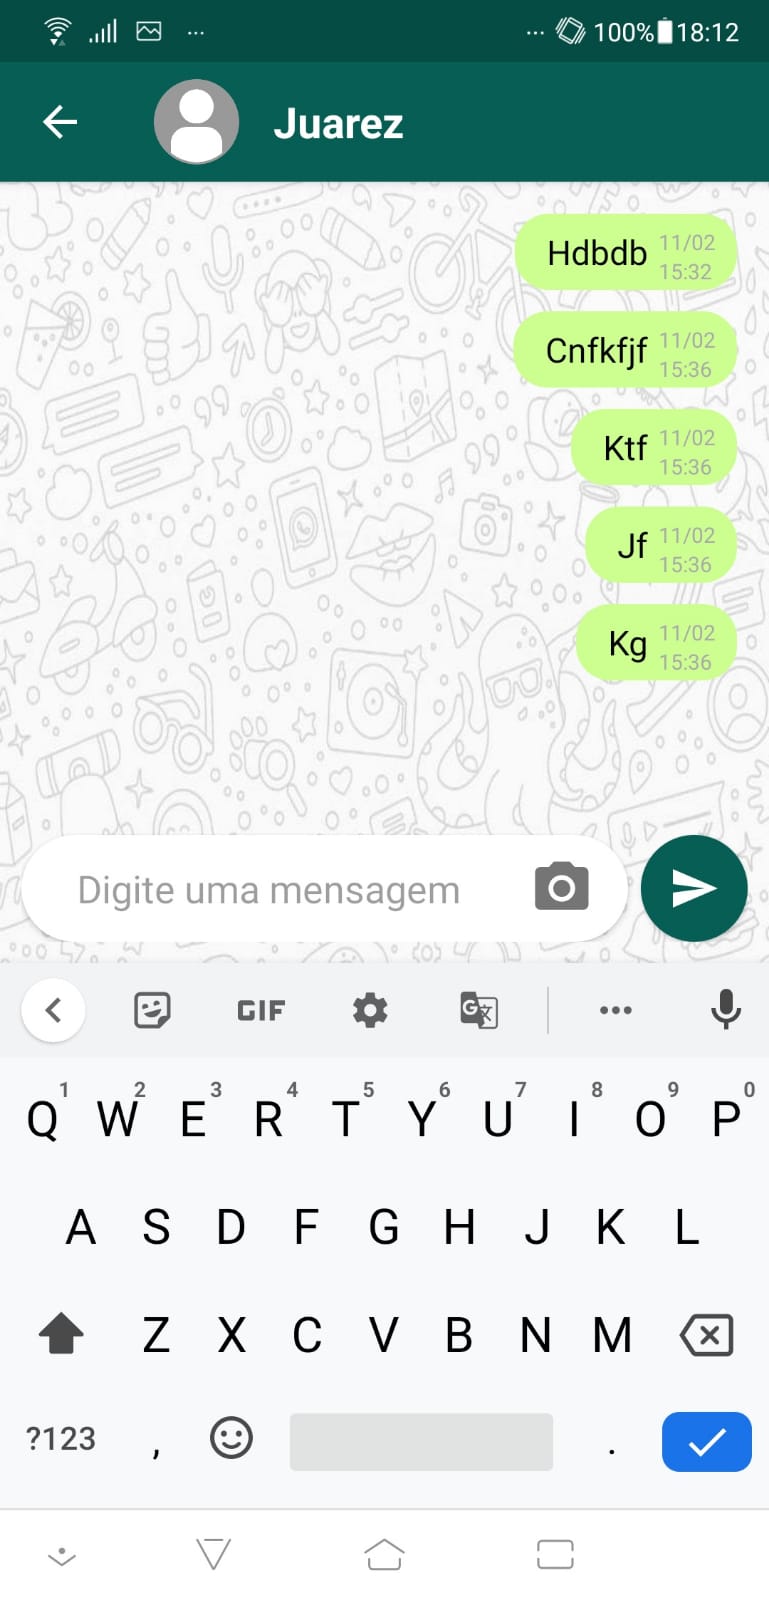 100% 18:12
Juarez
Hdbdb 11/02 15:32
Cnfkfjf 11/02 15:36
Ktf 11/02 15:36
Jf 11/02 15:36
Kg 11/02 15:36
Digite uma mensagem
GIF
1 2 3 4 5 6 7 8 9 0
Q W E R T Y U I O P
A S D F G H J K L
Z X C V B N M
?123 , .